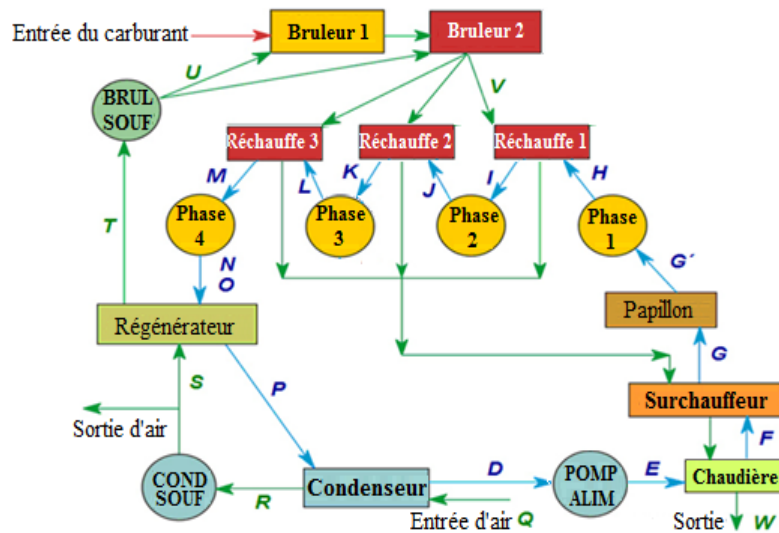 Entrée du carburant
Bruleur 1
Bruleur 2
U
V
BRUL
SOUF
Réchauffe 3
Réchauffe 2
Réchauffe 1
M
L
K
J
I
H
T
Phase
4
Phase
3
Phase
2
Phase
1
N
O
G´
Régénérateur
Papillon
S
P
G
Surchauffeur
Sortie d'air
F
COND
SOUF
R
Condenseur
D
POMP
ALIM
E
Chaudière
Entrée d'air Q
Sortie
W